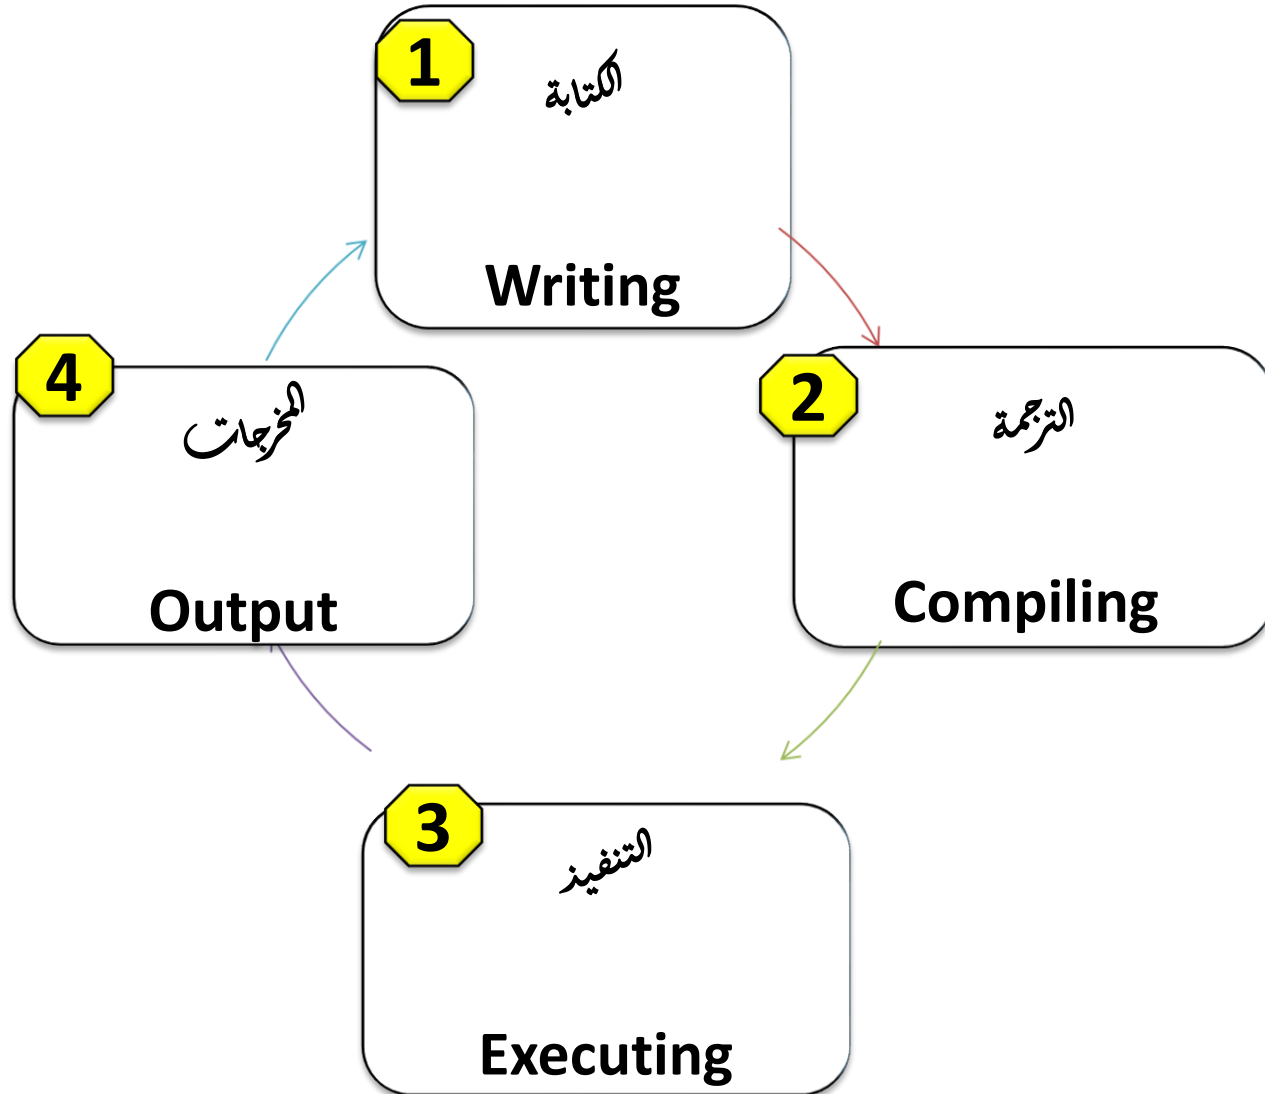 1
الكتابة
Writing
2
الترجمة
Compiling
3
التنفيذ
Executing
4
المخرجات
Output